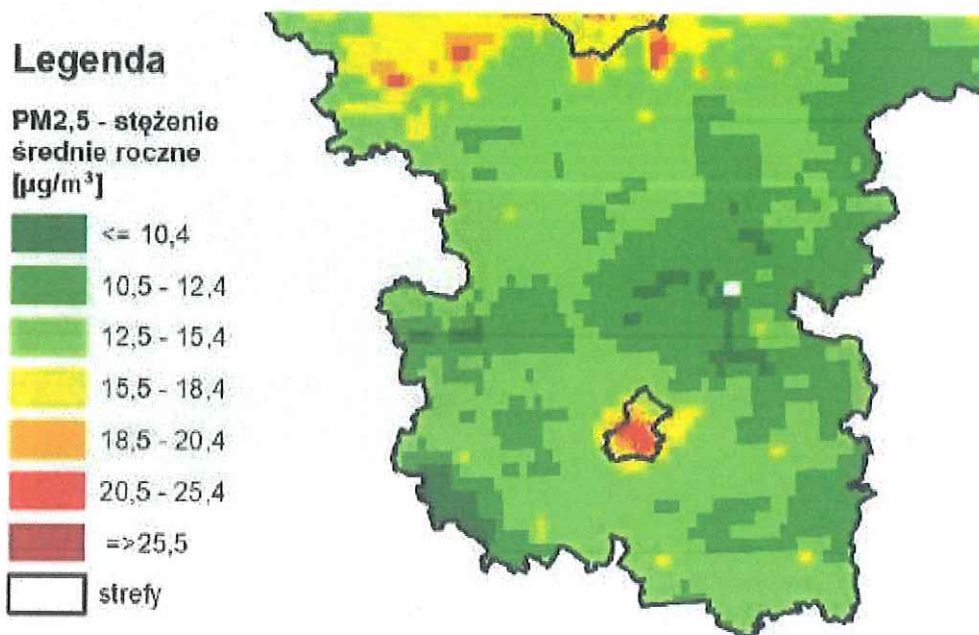 Legenda
PM2,5 - stężenie
średnie roczne
[µg/m³]
<= 10,4
10,5 - 12,4
12,5 - 15,4
15,5 - 18,4
18,5 - 20,4
20,5 - 25,4
=>25,5
strefy